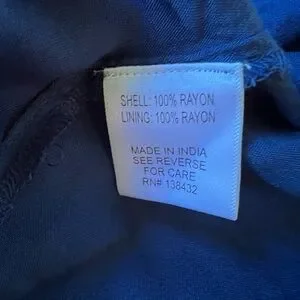 SHELL: 100% RAYON
LINING: 100% RAYON
MADE IN INDIA
SEE REVERSE
FOR CARE
RN# 138432